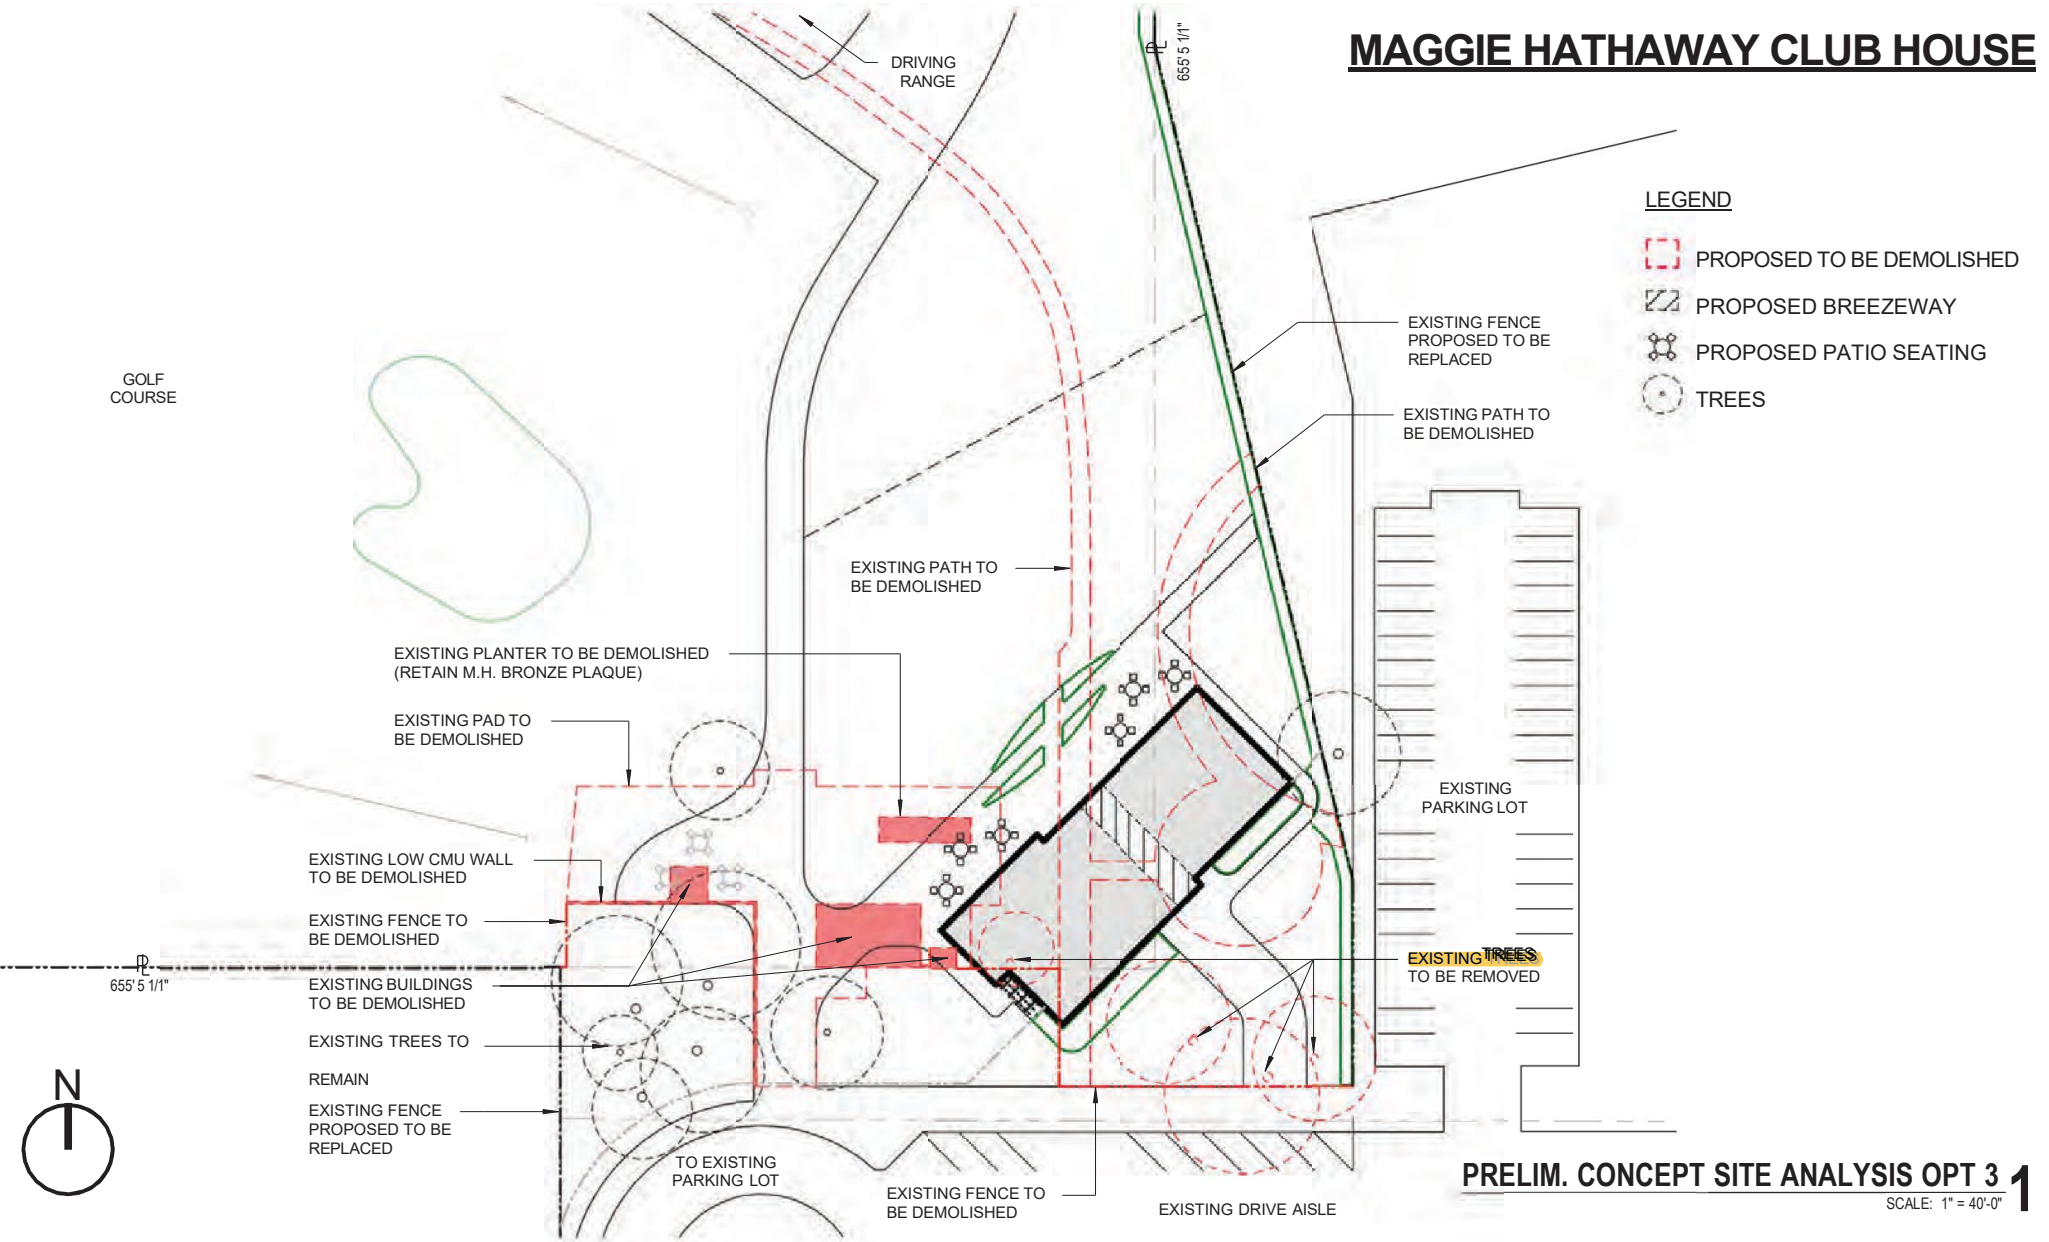 MAGGIE HATHAWAY CLUB HOUSE
DRIVING
RANGE
PL
655' 5 1/1"
LEGEND
PROPOSED TO BE DEMOLISHED
PROPOSED BREEZEWAY
PROPOSED PATIO SEATING
TREES
EXISTING FENCE
PROPOSED TO BE
REPLACED
GOLF
COURSE
EXISTING PATH TO
BE DEMOLISHED
EXISTING PATH TO
BE DEMOLISHED
EXISTING PLANTER TO BE DEMOLISHED
(RETAIN M.H. BRONZE PLAQUE)
EXISTING PAD TO
BE DEMOLISHED
EXISTING
PARKING LOT
EXISTING LOW CMU WALL
TO BE DEMOLISHED
EXISTING FENCE TO
BE DEMOLISHED
PL
655' 5 1/1"
EXISTING TREES
TO BE REMOVED
EXISTING BUILDINGS
TO BE DEMOLISHED
EXISTING TREES TO
REMAIN
EXISTING FENCE
PROPOSED TO BE
REPLACED
N
TO EXISTING
PARKING LOT
EXISTING FENCE TO
BE DEMOLISHED
EXISTING DRIVE AISLE
PRELIM. CONCEPT SITE ANALYSIS OPT 3 1
SCALE: 1" = 40'-0"